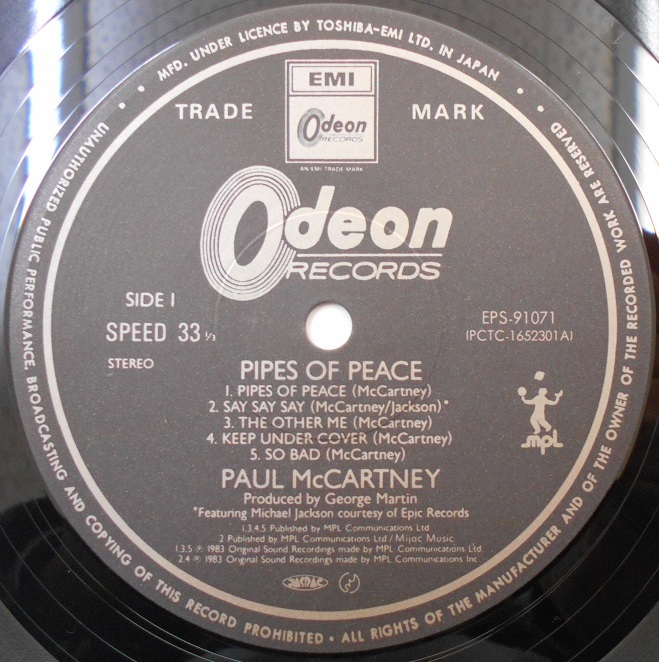 MFD. UNDER LICENCE BY TOSHIBA-EMI LTD. IN JAPAN
EMI
TRADE MARK
Odeon
RECORDS
AN EMI TRADE MARK
Odeon
RECORDS
SIDE I
SPEED 33 1/3
STEREO
EPS-91071
(PCTC-1652301A)
PIPES OF PEACE
1. PIPES OF PEACE (McCartney)
2. SAY SAY SAY (McCartney/Jackson)*
3. THE OTHER ME (McCartney)
4. KEEP UNDER COVER (McCartney)
5. SO BAD (McCartney)
mpl
PAUL McCARTNEY
Produced by George Martin
*Featuring Michael Jackson courtesy of Epic Records
1.3.4.5 Published by MPL Communications Ltd
2 Published by MPL Communications Ltd / Mijac Music
1.3.5 ℗ 1983 Original Sound Recordings made by MPL Communications Ltd.
2.4 ℗ 1983 Original Sound Recordings made by MPL Communications Inc
JASRAC
UNAUTHORIZED PUBLIC PERFORMANCE, BROADCASTING AND COPYING OF THIS RECORD PROHIBITED • ALL RIGHTS OF THE MANUFACTURER AND OF THE OWNER OF THE RECORDED WORK ARE RESERVED